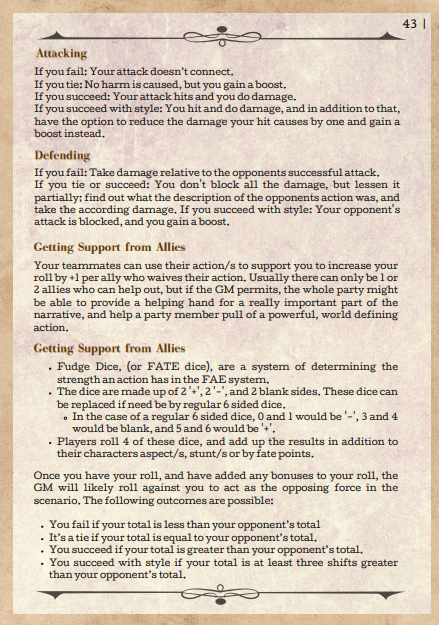 43 |
Attacking
If you fail: Your attack doesn't connect.
If you tie: No harm is caused, but you gain a boost.
If you succeed: Your attack hits and you do damage.
If you succeed with style: You hit and do damage, and in addition to that,
have the option to reduce the damage your hit causes by one and gain a
boost instead.
Defending
If you fail: Take damage relative to the opponents successful attack.
If you tie or succeed: You don't block all the damage, but lessen it
partially; find out what the description of the opponents action was, and
take the according damage. If you succeed with style: Your opponent's
attack is blocked, and you gain a boost.
Getting Support from Allies
Your teammates can use their action/s to support you to increase your
roll by +1 per ally who waives their action. Usually there can only be 1 or
2 allies who can help out, but if the GM permits, the whole party might
be able to provide a helping hand for a really important part of the
narrative, and help a party member pull of a powerful, world defining
action.
Getting Support from Allies
• Fudge Dice, (or FATE dice), are a system of determining the
strength an action has in the FAE system.
• The dice are made up of 2 '+', 2 '-', and 2 blank sides. These dice can
be replaced if need be by regular 6 sided dice.
∘ In the case of a regular 6 sided dice, 0 and 1 would be '-', 3 and 4
would be blank, and 5 and 6 would be '+'.
• Players roll 4 of these dice, and add up the results in addition to
their characters aspect/s, stunt/s or by fate points.
Once you have your roll, and have added any bonuses to your roll, the
GM will likely roll against you to act as the opposing force in the
scenario. The following outcomes are possible:
• You fail if your total is less than your opponent's total
• It's a tie if your total is equal to your opponent's total.
• You succeed if your total is greater than your opponent's total.
• You succeed with style if your total is at least three shifts greater
than your opponent's total.